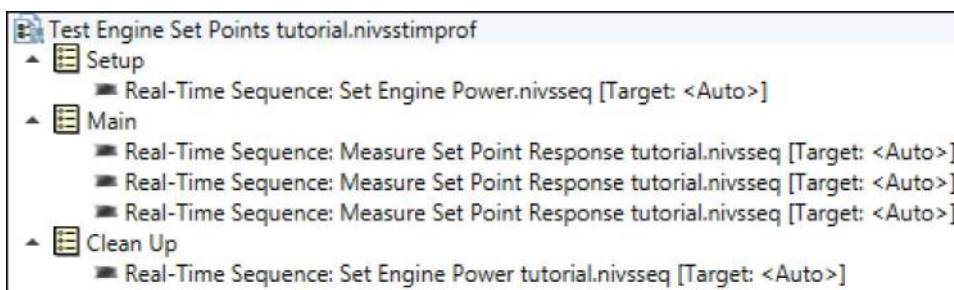 Test Engine Set Points tutorial.nivsstimprof
Setup
Real-Time Sequence: Set Engine Power.nivsseq [Target: <Auto>]
Main
Real-Time Sequence: Measure Set Point Response tutorial.nivsseq [Target: <Auto>]
Real-Time Sequence: Measure Set Point Response tutorial.nivsseq [Target: <Auto>]
Real-Time Sequence: Measure Set Point Response tutorial.nivsseq [Target: <Auto>]
Clean Up
Real-Time Sequence: Set Engine Power tutorial.nivsseq [Target: <Auto>]